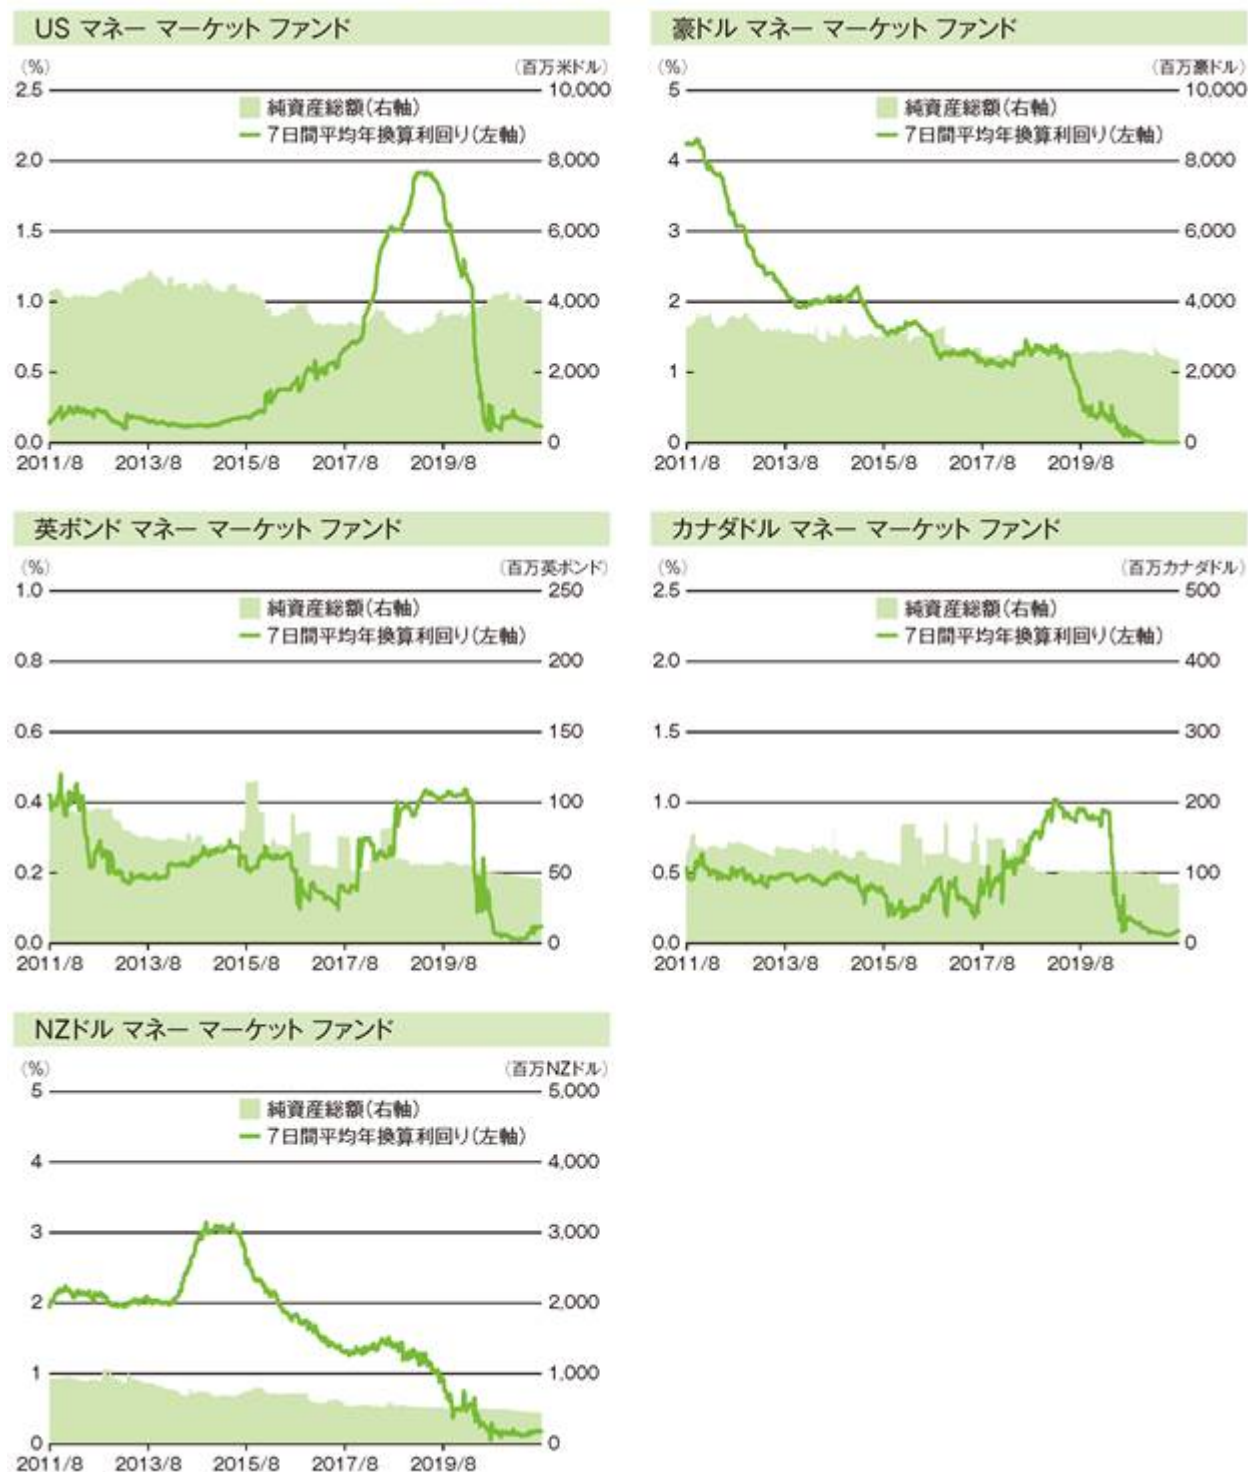 US マネー マーケット ファンド
(%)
(百万米ドル)
2.5
10,000
純資産総額(右軸)
7日間平均年換算利回り(左軸)
2.0
8,000
1.5
6,000
1.0
4,000
0.5
2,000
0.0
0
2011/8 2013/8 2015/8 2017/8 2019/8
豪ドル マネー マーケット ファンド
(%)
(百万豪ドル)
5
10,000
純資産総額(右軸)
7日間平均年換算利回り(左軸)
4
8,000
3
6,000
2
4,000
1
2,000
0
0
2011/8 2013/8 2015/8 2017/8 2019/8
英ポンド マネー マーケット ファンド
(%)
(百万英ポンド)
1.0
250
純資産総額(右軸)
7日間平均年換算利回り(左軸)
0.8
200
0.6
150
0.4
100
0.2
50
0.0
0
2011/8 2013/8 2015/8 2017/8 2019/8
カナダドル マネー マーケット ファンド
(%)
(百万カナダドル)
2.5
500
純資産総額(右軸)
7日間平均年換算利回り(左軸)
2.0
400
1.5
300
1.0
200
0.5
100
0.0
0
2011/8 2013/8 2015/8 2017/8 2019/8
NZドル マネー マーケット ファンド
(%)
(百万NZドル)
5
5,000
純資産総額(右軸)
7日間平均年換算利回り(左軸)
4
4,000
3
3,000
2
2,000
1
1,000
0
0
2011/8 2013/8 2015/8 2017/8 2019/8